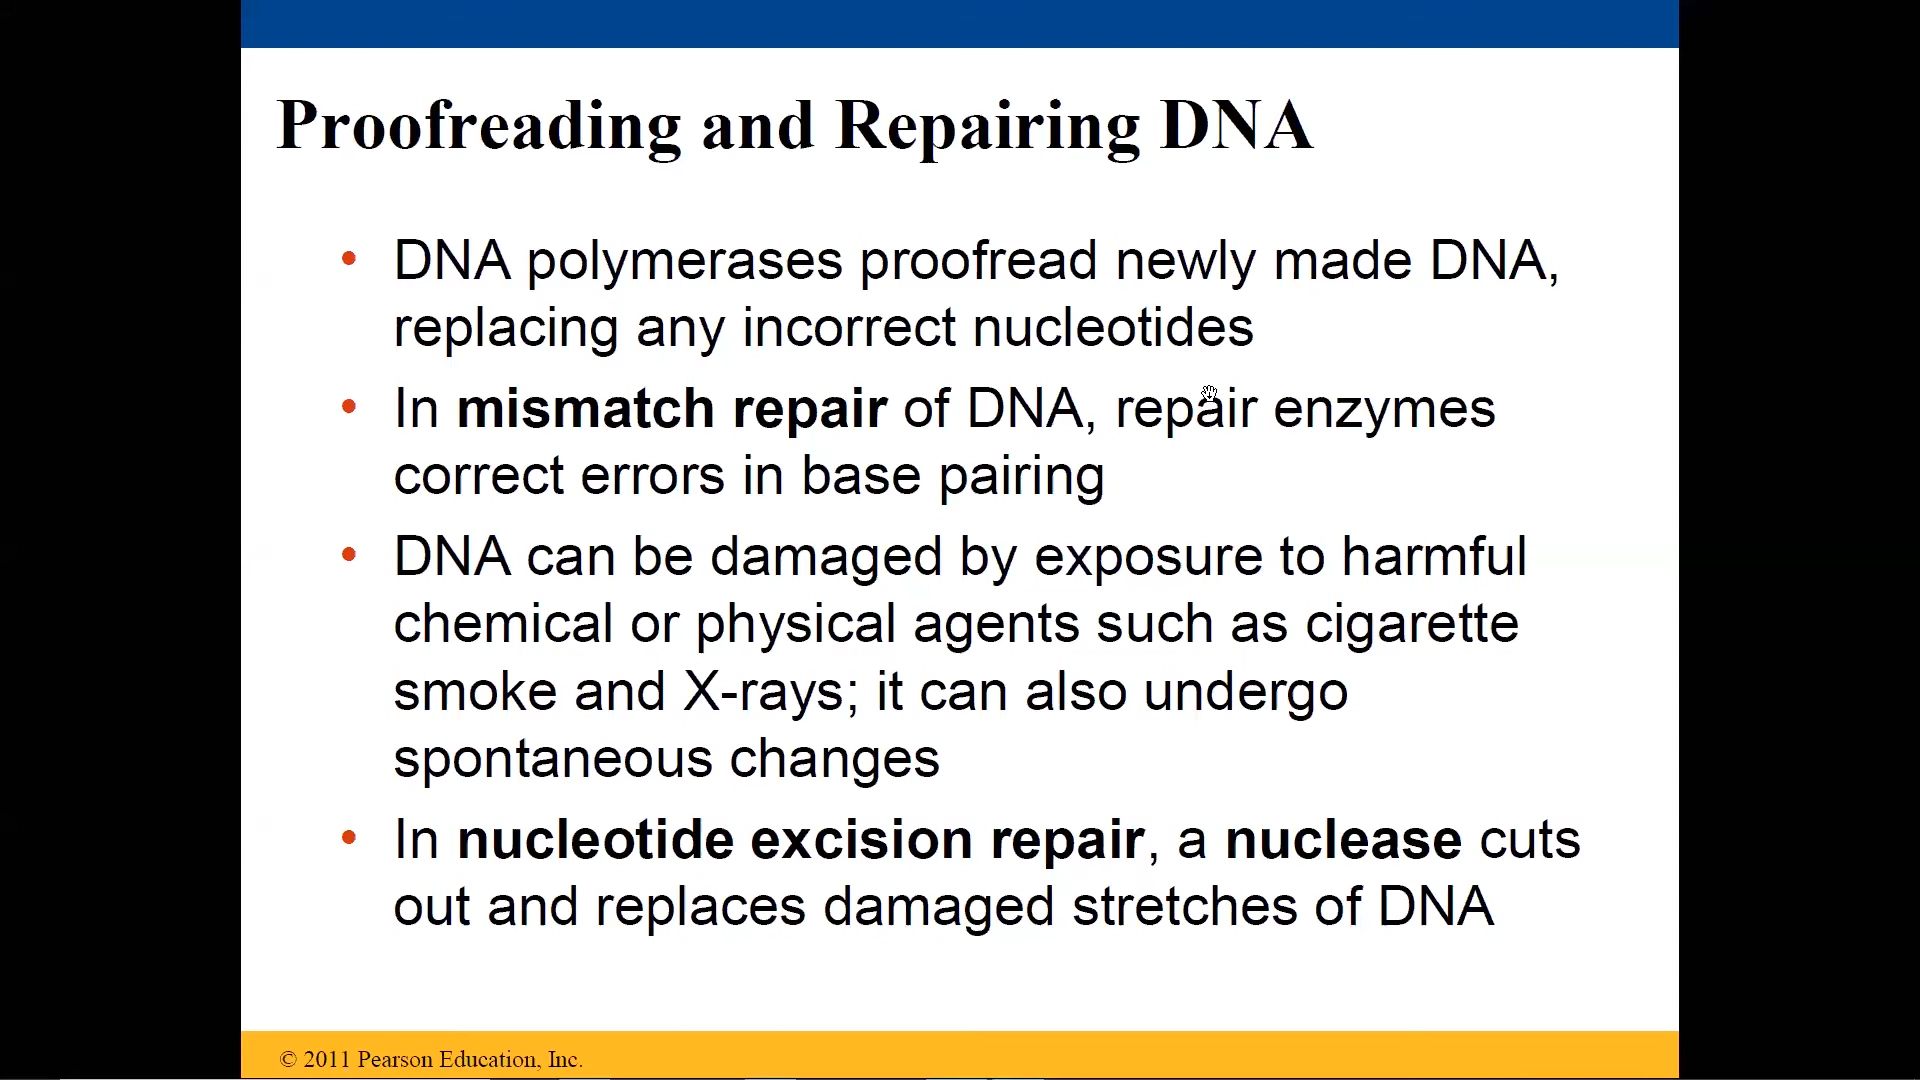 Proofreading and Repairing DNA
• DNA polymerases proofread newly made DNA,
replacing any incorrect nucleotides
• In mismatch repair of DNA, repair enzymes
correct errors in base pairing
• DNA can be damaged by exposure to harmful
chemical or physical agents such as cigarette
smoke and X-rays; it can also undergo
spontaneous changes
• In nucleotide excision repair, a nuclease cuts
out and replaces damaged stretches of DNA
© 2011 Pearson Education, Inc.